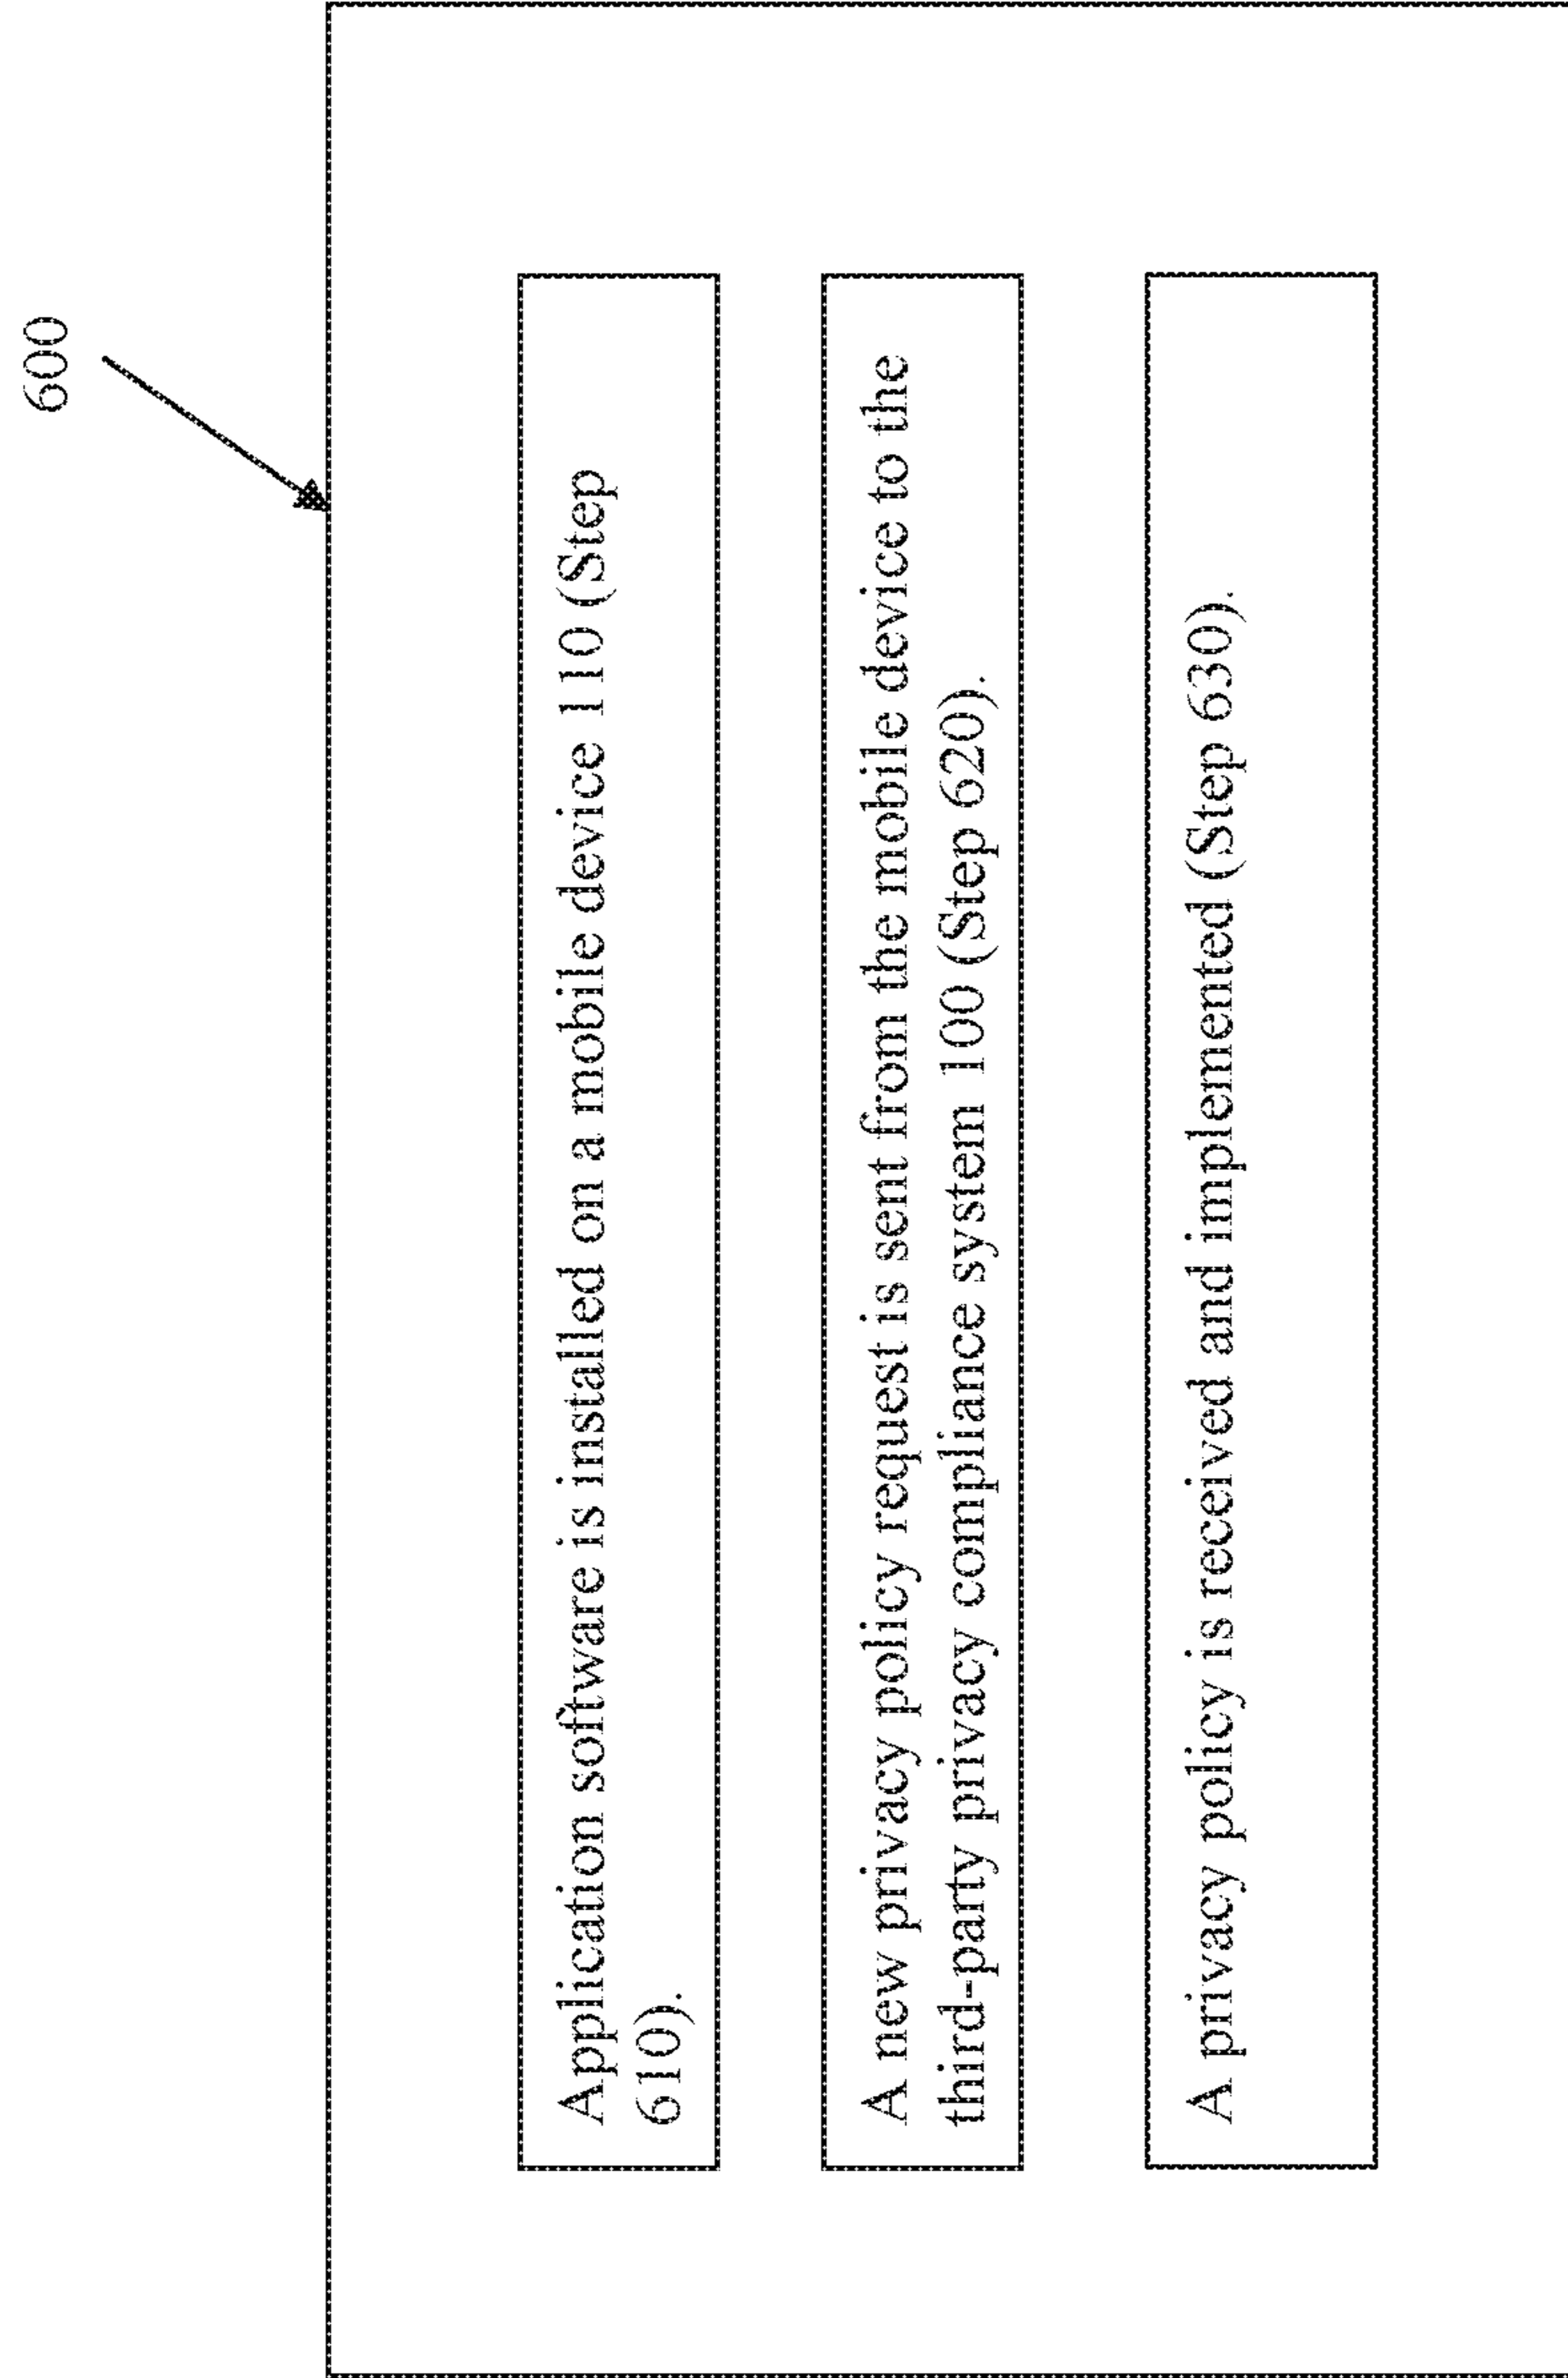 600
Application software is installed on a mobile device 110 (Step
610).
A new privacy policy request is sent from the mobile device to the
third-party privacy compliance system 100 (Step 620).
A privacy policy is received and implemented (Step 630).